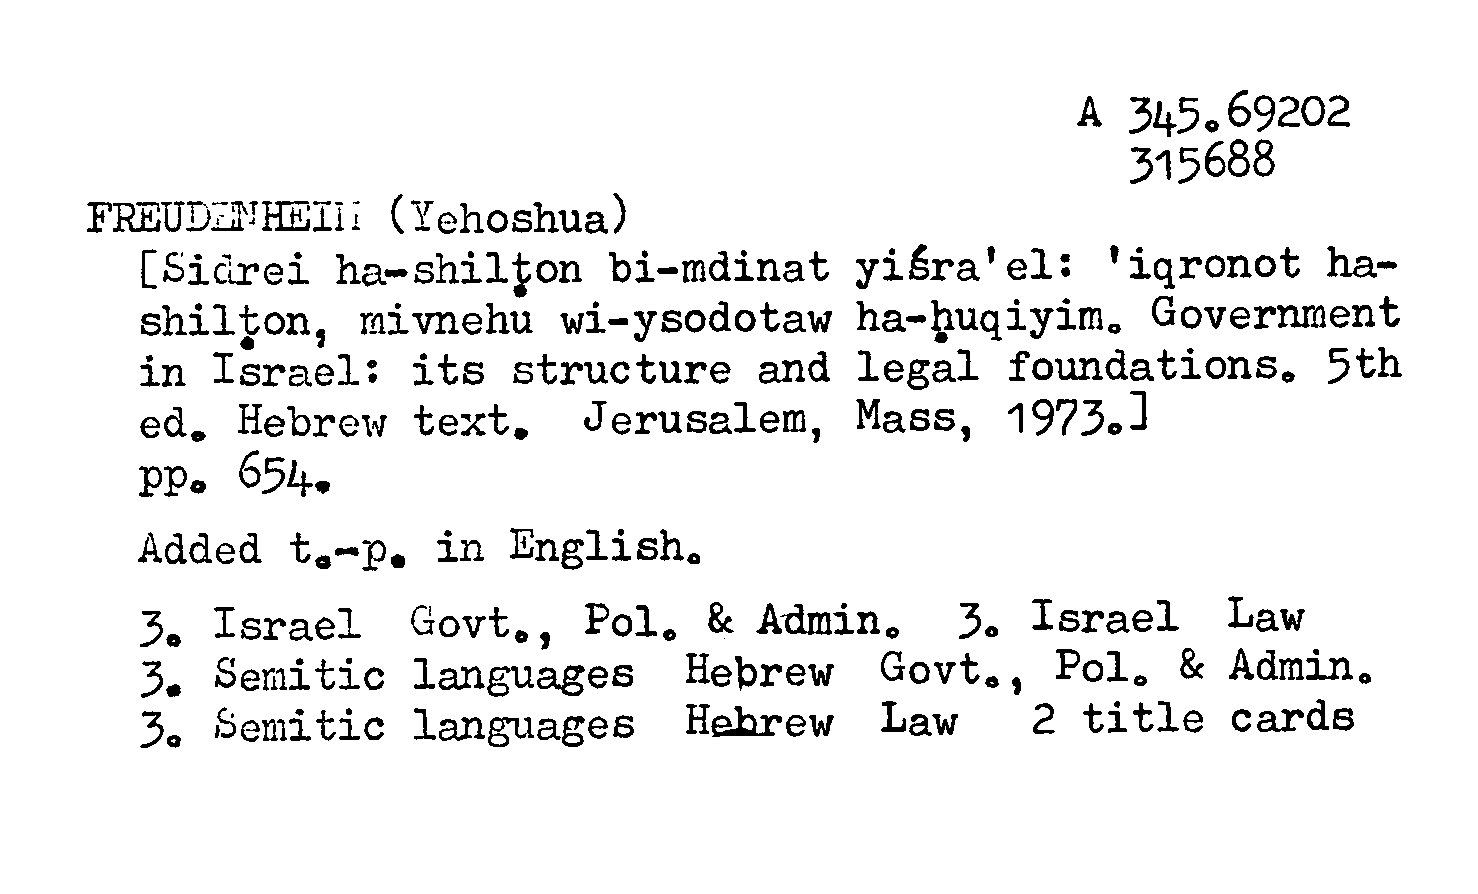 A 345.69202
315688
FREUDENHEIM (Yehoshua)
[Sidrei ha-shilṭon bi-mdinat yiśra'el: 'iqronot ha-
shilṭon, mivnehu wi-ysodotaw ha-ḥuqiyim. Government
in Israel: its structure and legal foundations. 5th
ed. Hebrew text. Jerusalem, Mass, 1973.]
pp. 654.
Added t.-p. in English.
3. Israel Govt., Pol. & Admin. 3. Israel Law
3. Semitic languages Hebrew Govt., Pol. & Admin.
3. Semitic languages Hebrew Law 2 title cards